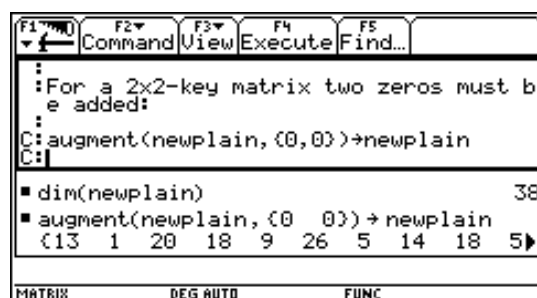 F1 F2▾ F3▾ F4 F5
▾ Command View Execute Find…
:
:For a 2x2-key matrix two zeros must b
e added:
:
C:augment(newplain,{0,0})→newplain
C:
▪ dim(newplain) 38
▪ augment(newplain,{0 0})→newplain
{13 1 20 18 9 26 5 14 18 5▶
MATRIX DEG AUTO FUNC